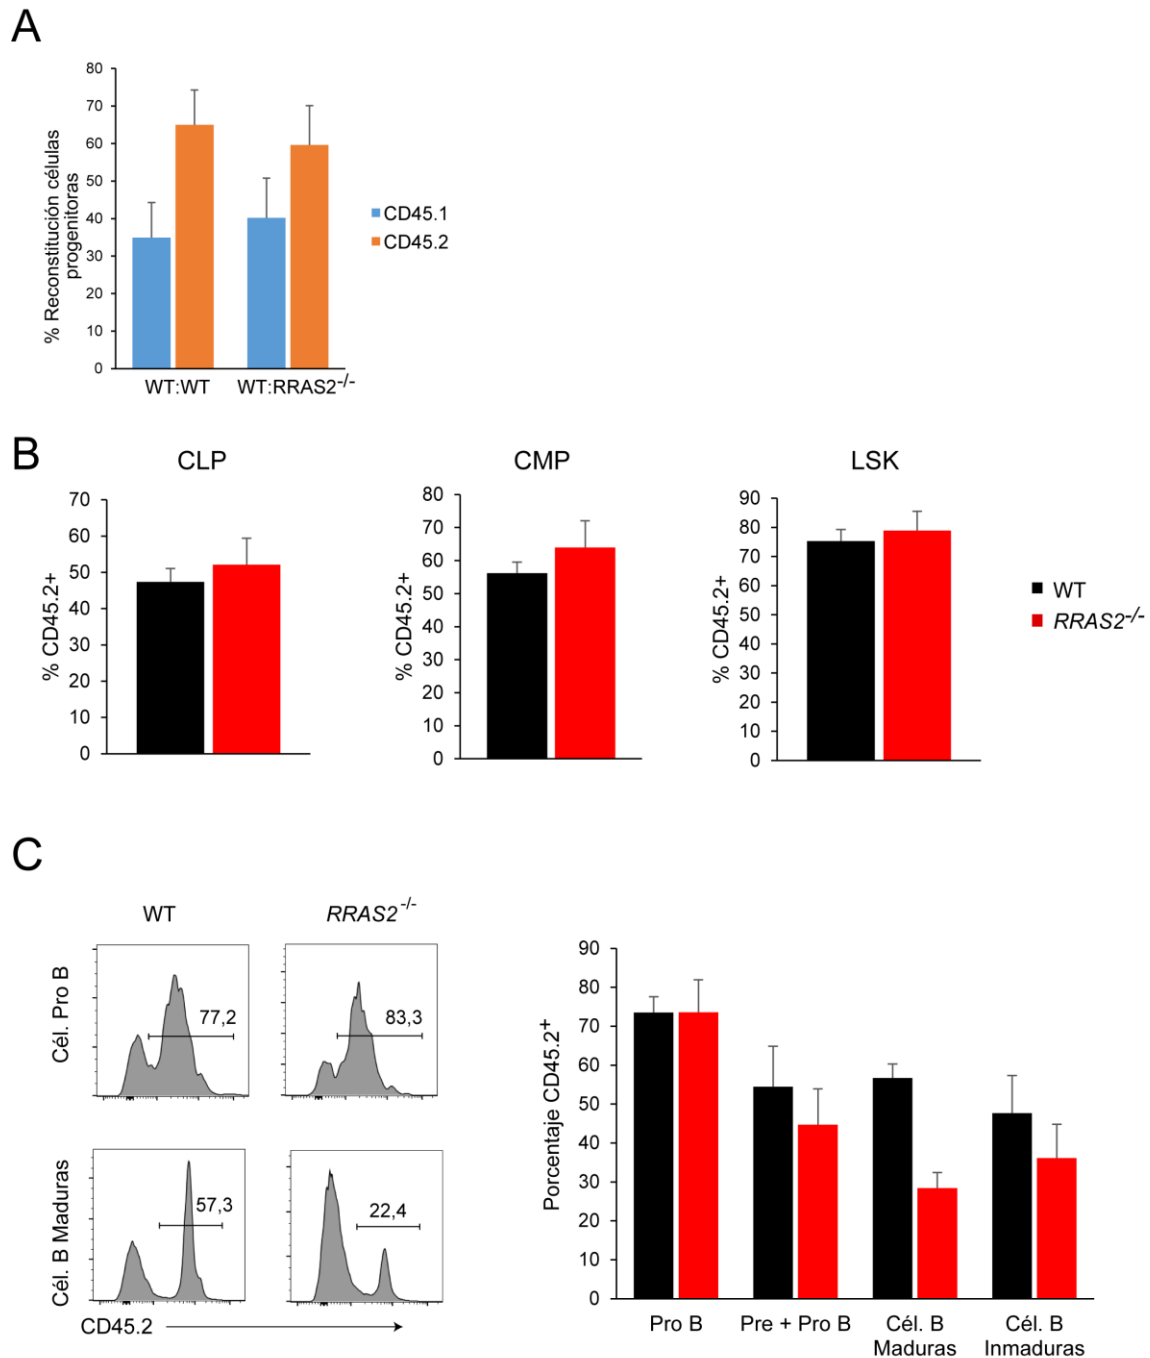 A
80
70
60
50
40
30
20
10
0
% Reconstitución células
progenitoras
WT:WT
WT:RRAS2-/-
CD45.1
CD45.2
B
CLP
70
60
50
40
30
20
10
0
% CD45.2+
CMP
80
70
60
50
40
30
20
10
0
% CD45.2+
LSK
90
80
70
60
50
40
30
20
10
0
% CD45.2+
WT
RRAS2-/-
C
WT
RRAS2 -/-
Cél. Pro B
77,2
83,3
Cél. B Maduras
57,3
22,4
CD45.2
90
80
70
60
50
40
30
20
10
0
Porcentaje CD45.2+
Pro B
Pre + Pro B
Cél. B
Maduras
Cél. B
Inmaduras